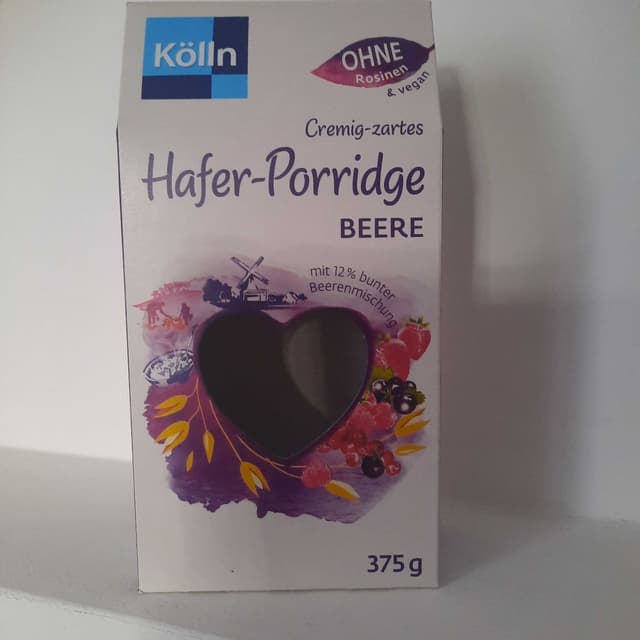 Kölln
OHNE
Rosinen
& vegan
Cremig-zartes
Hafer-Porridge
BEERE
mit 12% bunter
Beerenmischung
375g